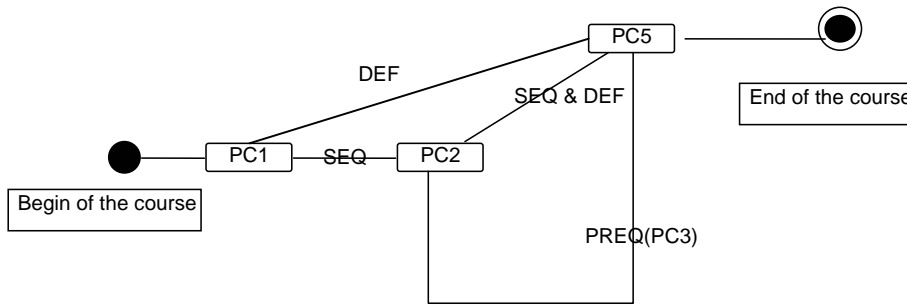 PC5
DEF
SEQ & DEF
End of the course
PC1
SEQ
PC2
Begin of the course
PREQ(PC3)